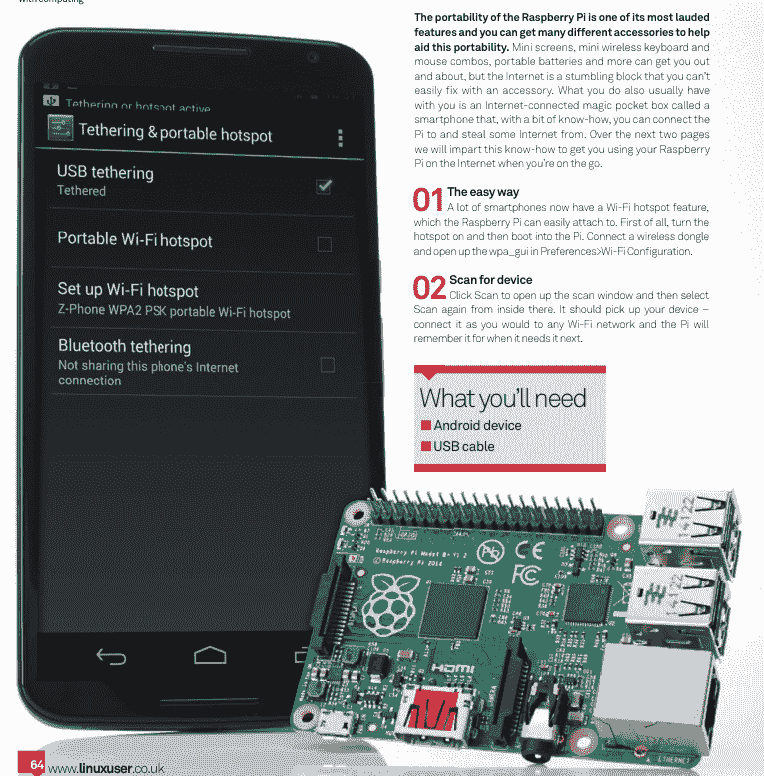 with computing
The portability of the Raspberry Pi is one of its most lauded
features and you can get many different accessories to help
aid this portability. Mini screens, mini wireless keyboard and
mouse combos, portable batteries and more can get you out
and about, but the Internet is a stumbling block that you can't
easily fix with an accessory. What you do also usually have
with you is an Internet-connected magic pocket box called a
smartphone that, with a bit of know-how, you can connect the
Pi to and steal some Internet from. Over the next two pages
we will impart this know-how to get you using your Raspberry
Pi on the Internet when you're on the go.
01 The easy way
A lot of smartphones now have a Wi-Fi hotspot feature,
which the Raspberry Pi can easily attach to. First of all, turn the
hotspot on and then boot into the Pi. Connect a wireless dongle
and open up the wpa_gui in Preferences>Wi-Fi Configuration.
02 Scan for device
Click Scan to open up the scan window and then select
Scan again from inside there. It should pick up your device –
connect it as you would to any Wi-Fi network and the Pi will
remember it for when it needs it next.
What you'll need
Android device
USB cable
Tethering or hotspot active
Tethering & portable hotspot
USB tethering
Tethered
Portable Wi-Fi hotspot
Set up Wi-Fi hotspot
Z-Phone WPA2 PSK portable Wi-Fi hotspot
Bluetooth tethering
Not sharing this phone's Internet
connection
Raspberry Pi Model B+ V1.2
© Raspberry Pi 2014
Pb
CE
FC
HDMI
ETHERNET
64 www.linuxuser.co.uk